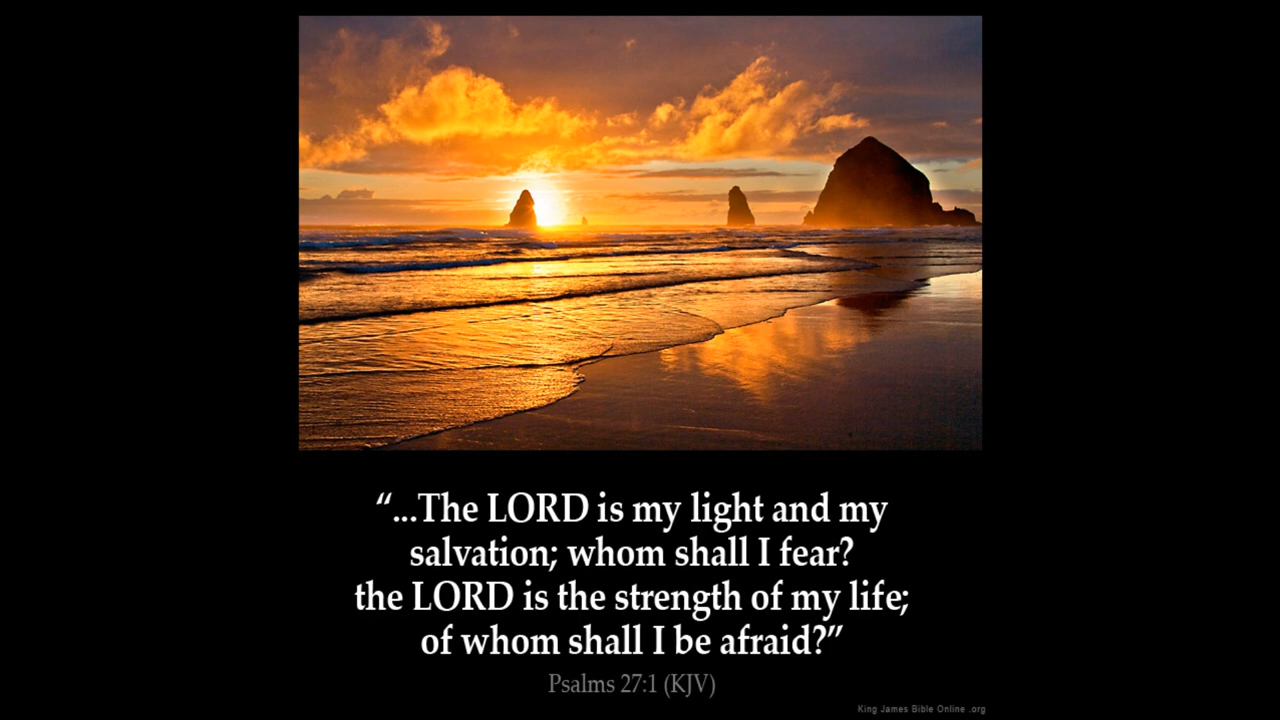 “...The LORD is my light and my
salvation; whom shall I fear?
the LORD is the strength of my life;
of whom shall I be afraid?”
Psalms 27:1 (KJV)
King James Bible Online .org